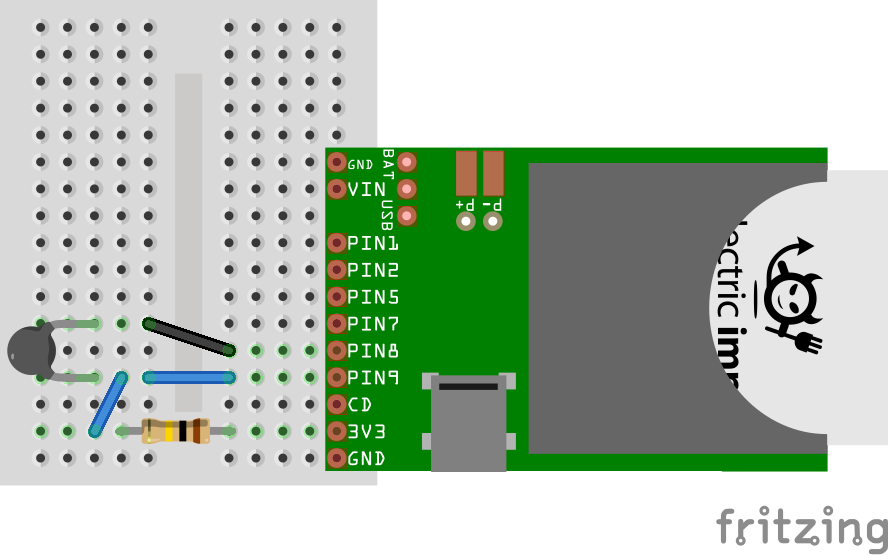 GND
BAT
VIN
USB
P+
P-
PIN1
PIN2
PIN5
PIN7
PIN8
PIN9
CD
3V3
GND
lectric imp
fritzing